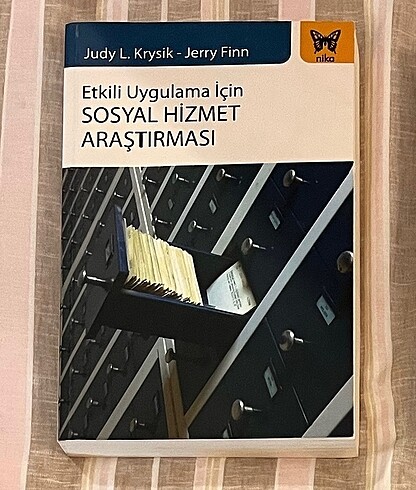 Judy L. Krysik - Jerry Finn
nika
Etkili Uygulama İçin
SOSYAL HİZMET
ARAŞTIRMASI